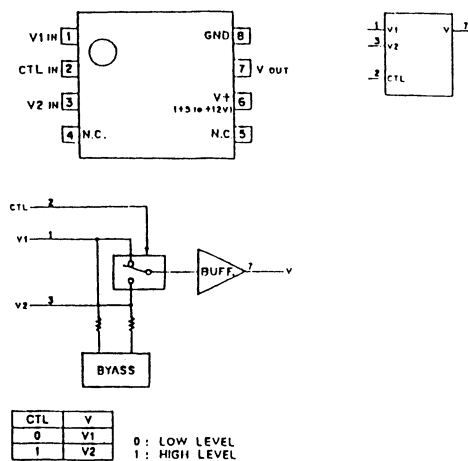 V1 IN 1
CTL IN 2
V2 IN 3
4 N.C.
GND 8
7 V OUT
V+ 6
(+5 to +12V)
N.C 5
1 V1 V 7
3 V2
2 CTL
CTL 2
V1 1
BUFF. 7 V
V2 3
BYASS
CTL V
0 V1
1 V2
0 : LOW LEVEL
1 : HIGH LEVEL